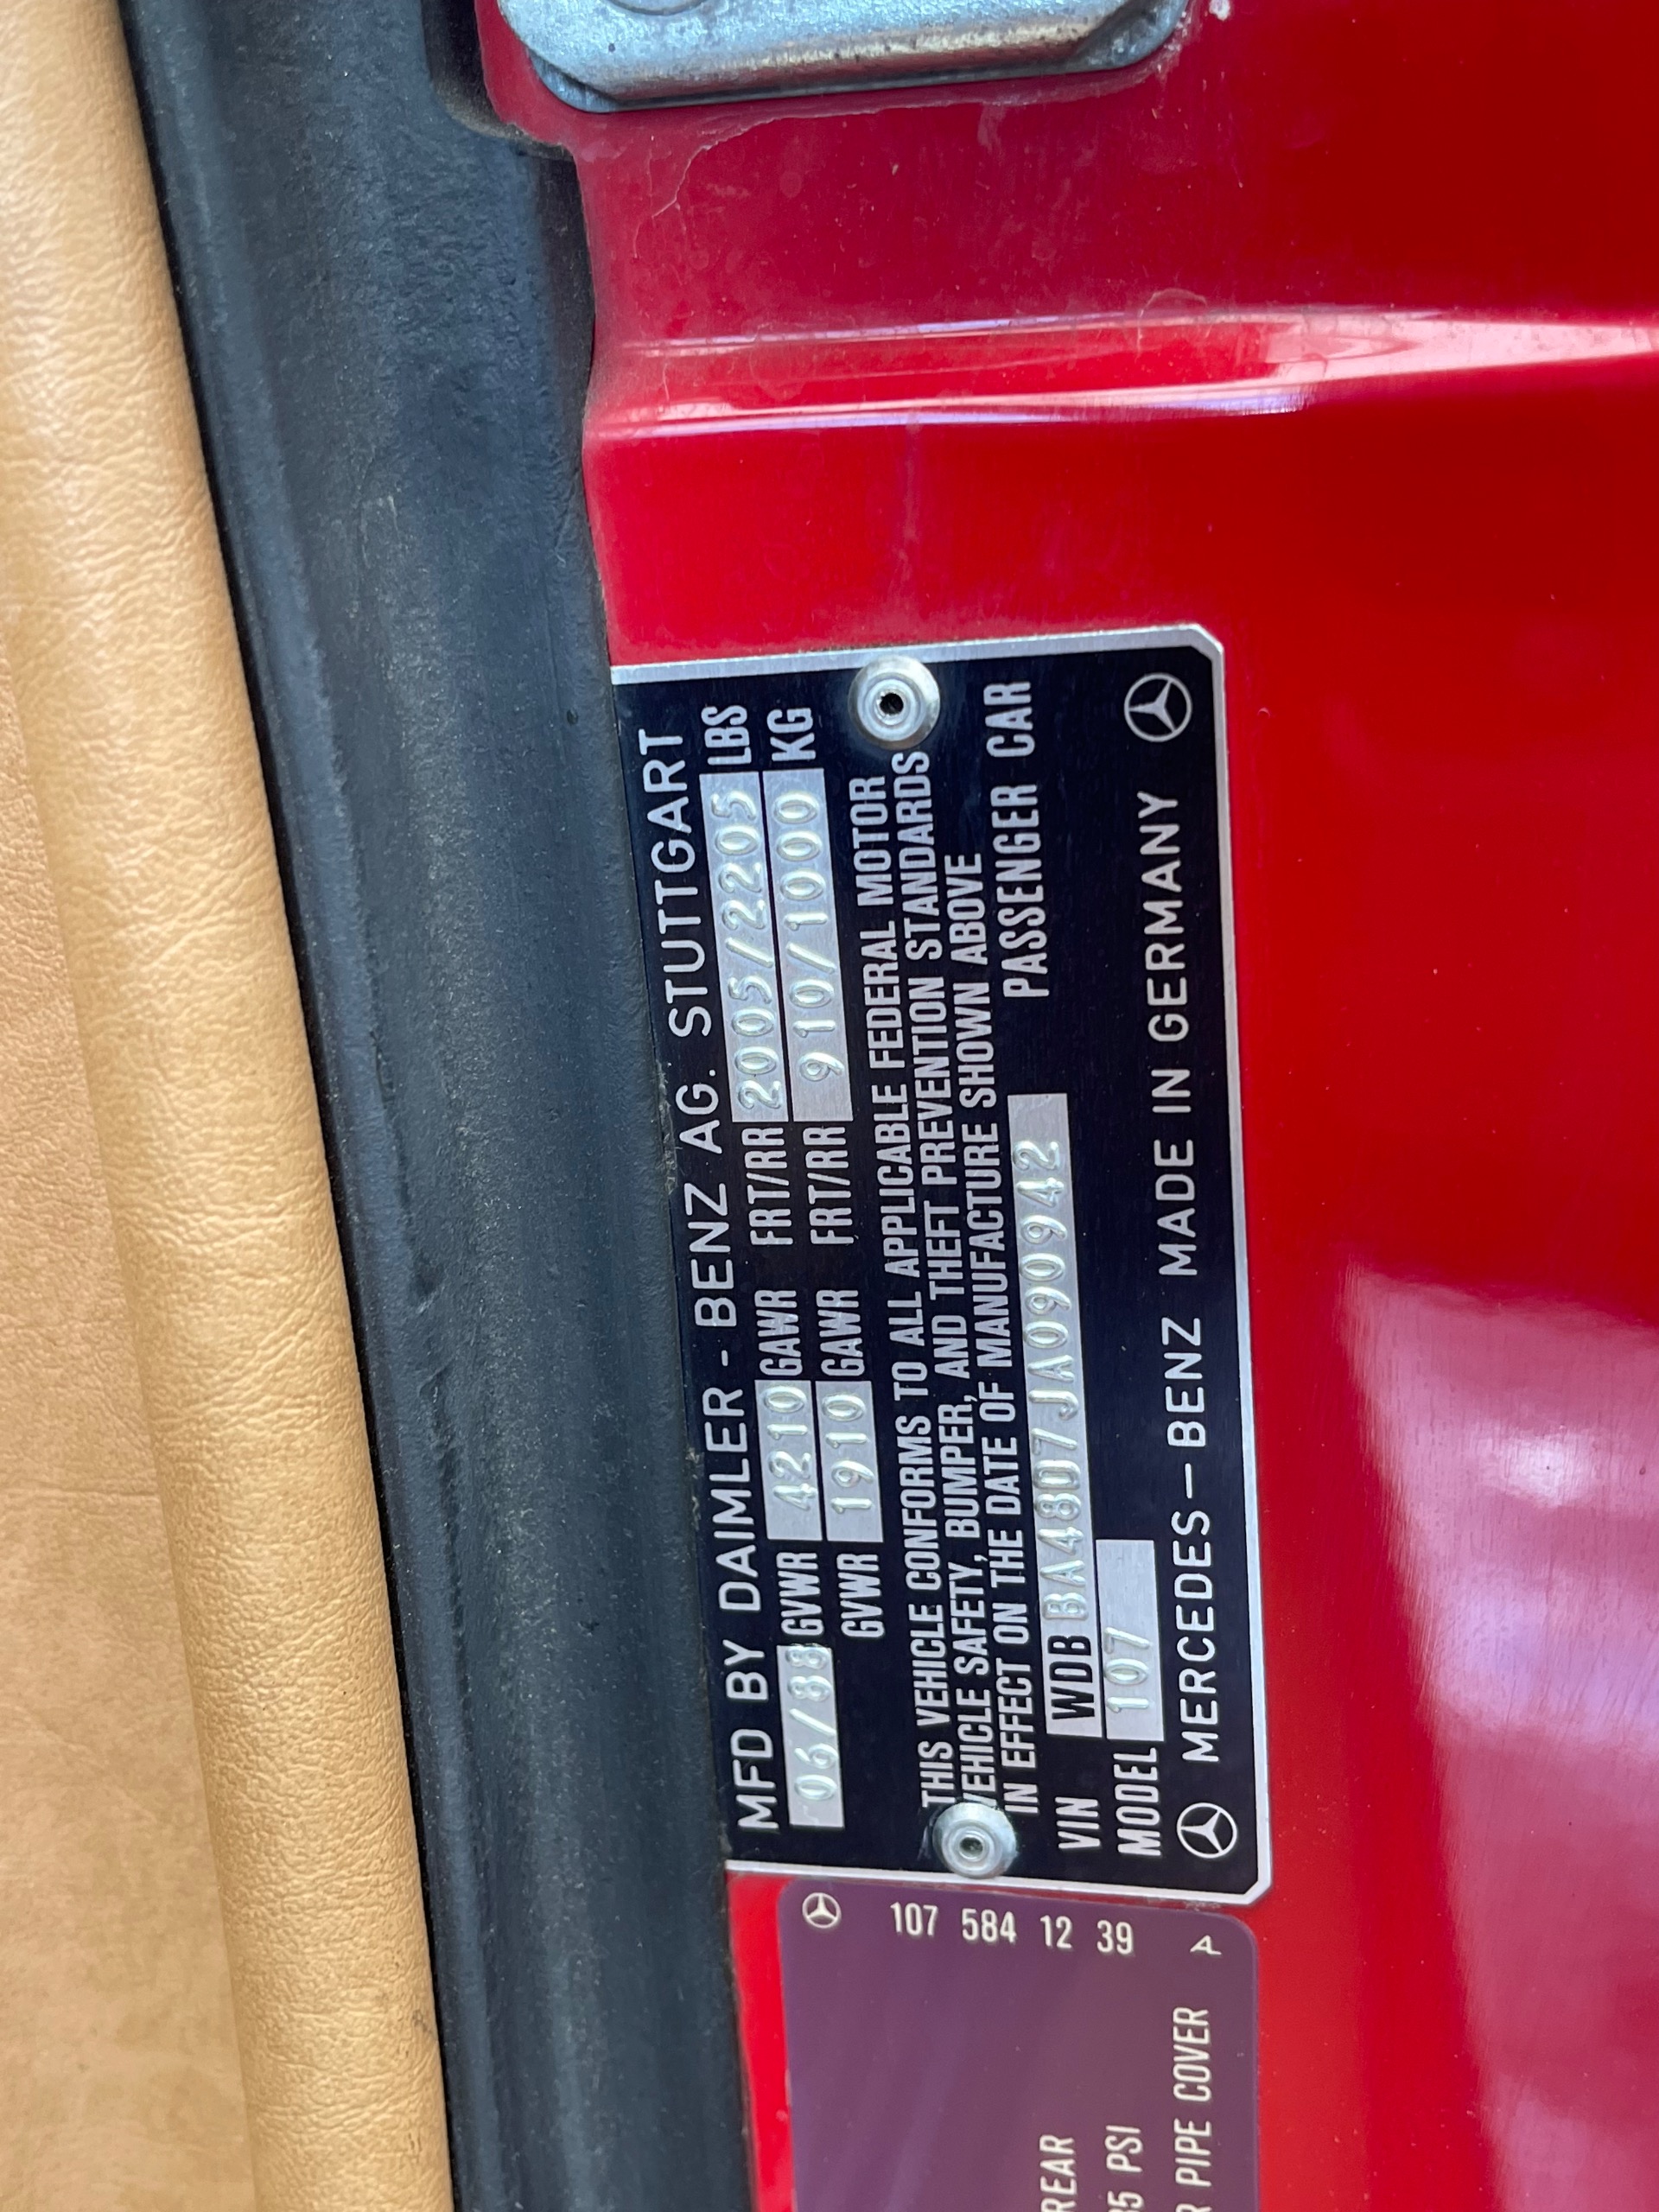 MFD BY DAIMLER-BENZ AG. STUTTGART
06/88 GVWR 4210 GAWR FRT/RR 2005/2205 LBS
GVWR 1910 GAWR FRT/RR 910/1000 KG
THIS VEHICLE CONFORMS TO ALL APPLICABLE FEDERAL MOTOR
VEHICLE SAFETY, BUMPER, AND THEFT PREVENTION STANDARDS
IN EFFECT ON THE DATE OF MANUFACTURE SHOWN ABOVE
VIN WDB BA48D7JA090942 PASSENGER CAR
MODEL 107
MERCEDES-BENZ MADE IN GERMANY
107 584 12 39 A
REAR
35 PSI
PIPE COVER